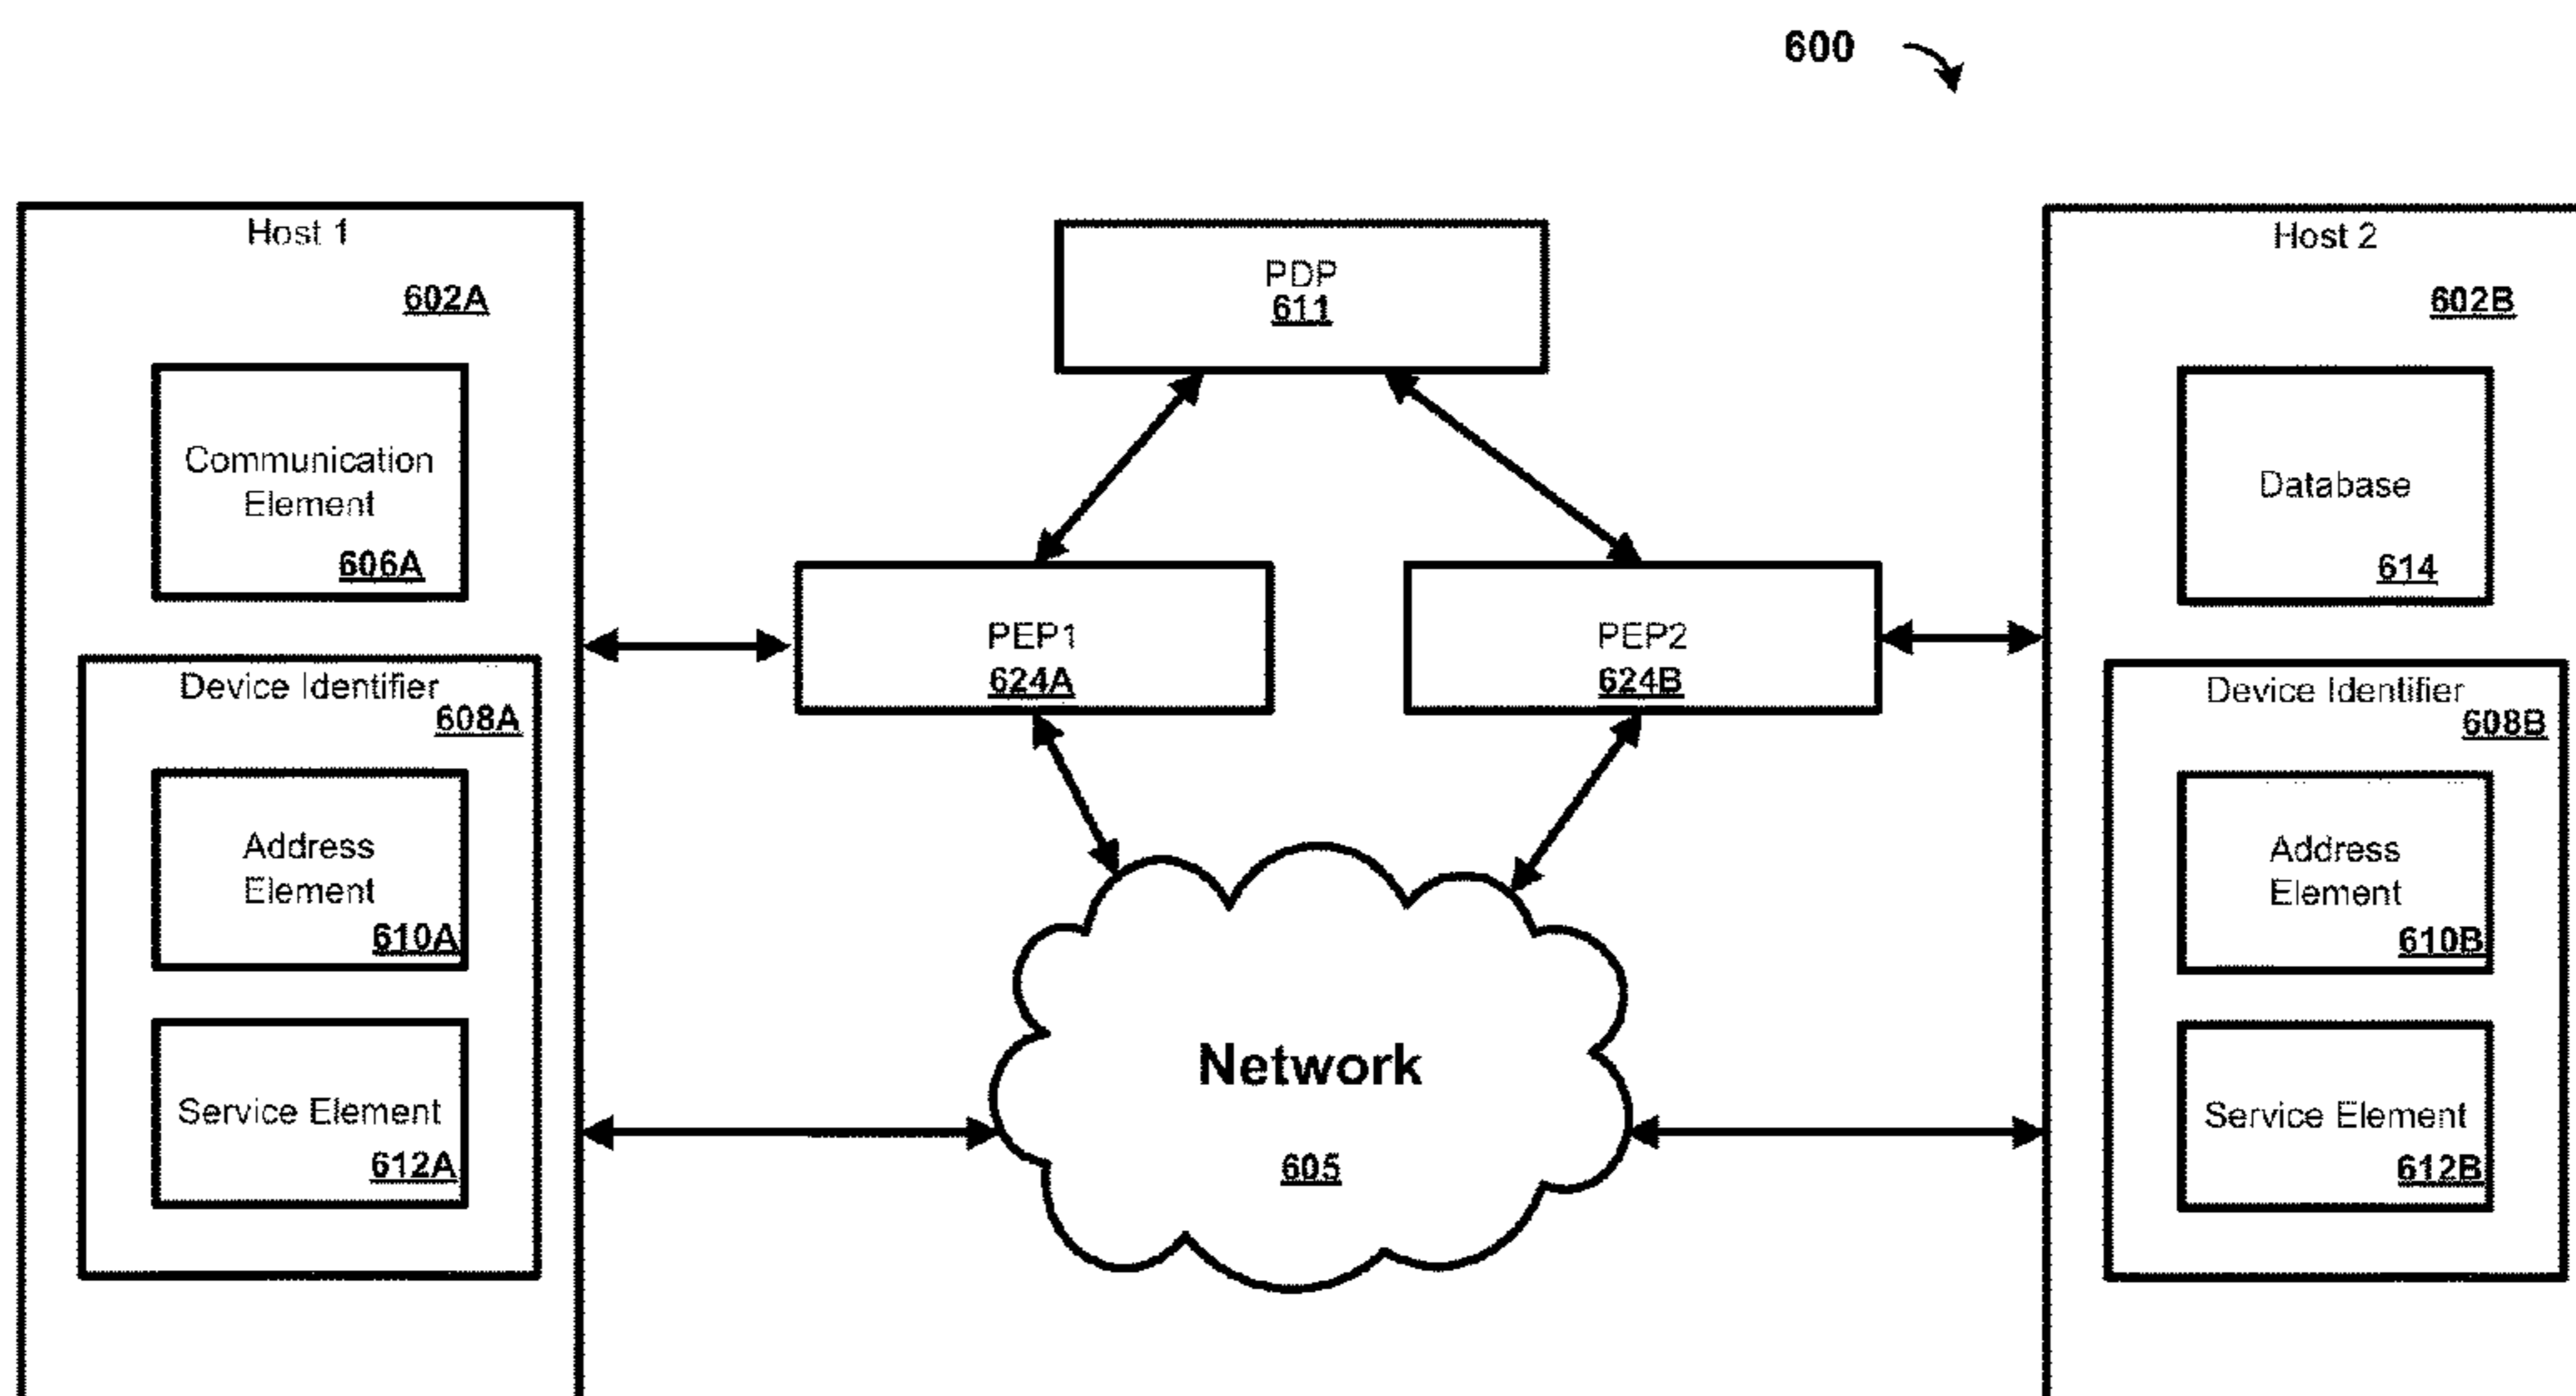 600
Host 1
602A
Communication
Element
606A
Device Identifier
608A
Address
Element
610A
Service Element
612A
PDP
611
PEP1
624A
PEP2
624B
Network
605
Host 2
602B
Database
614
Device Identifier
608B
Address
Element
610B
Service Element
612B